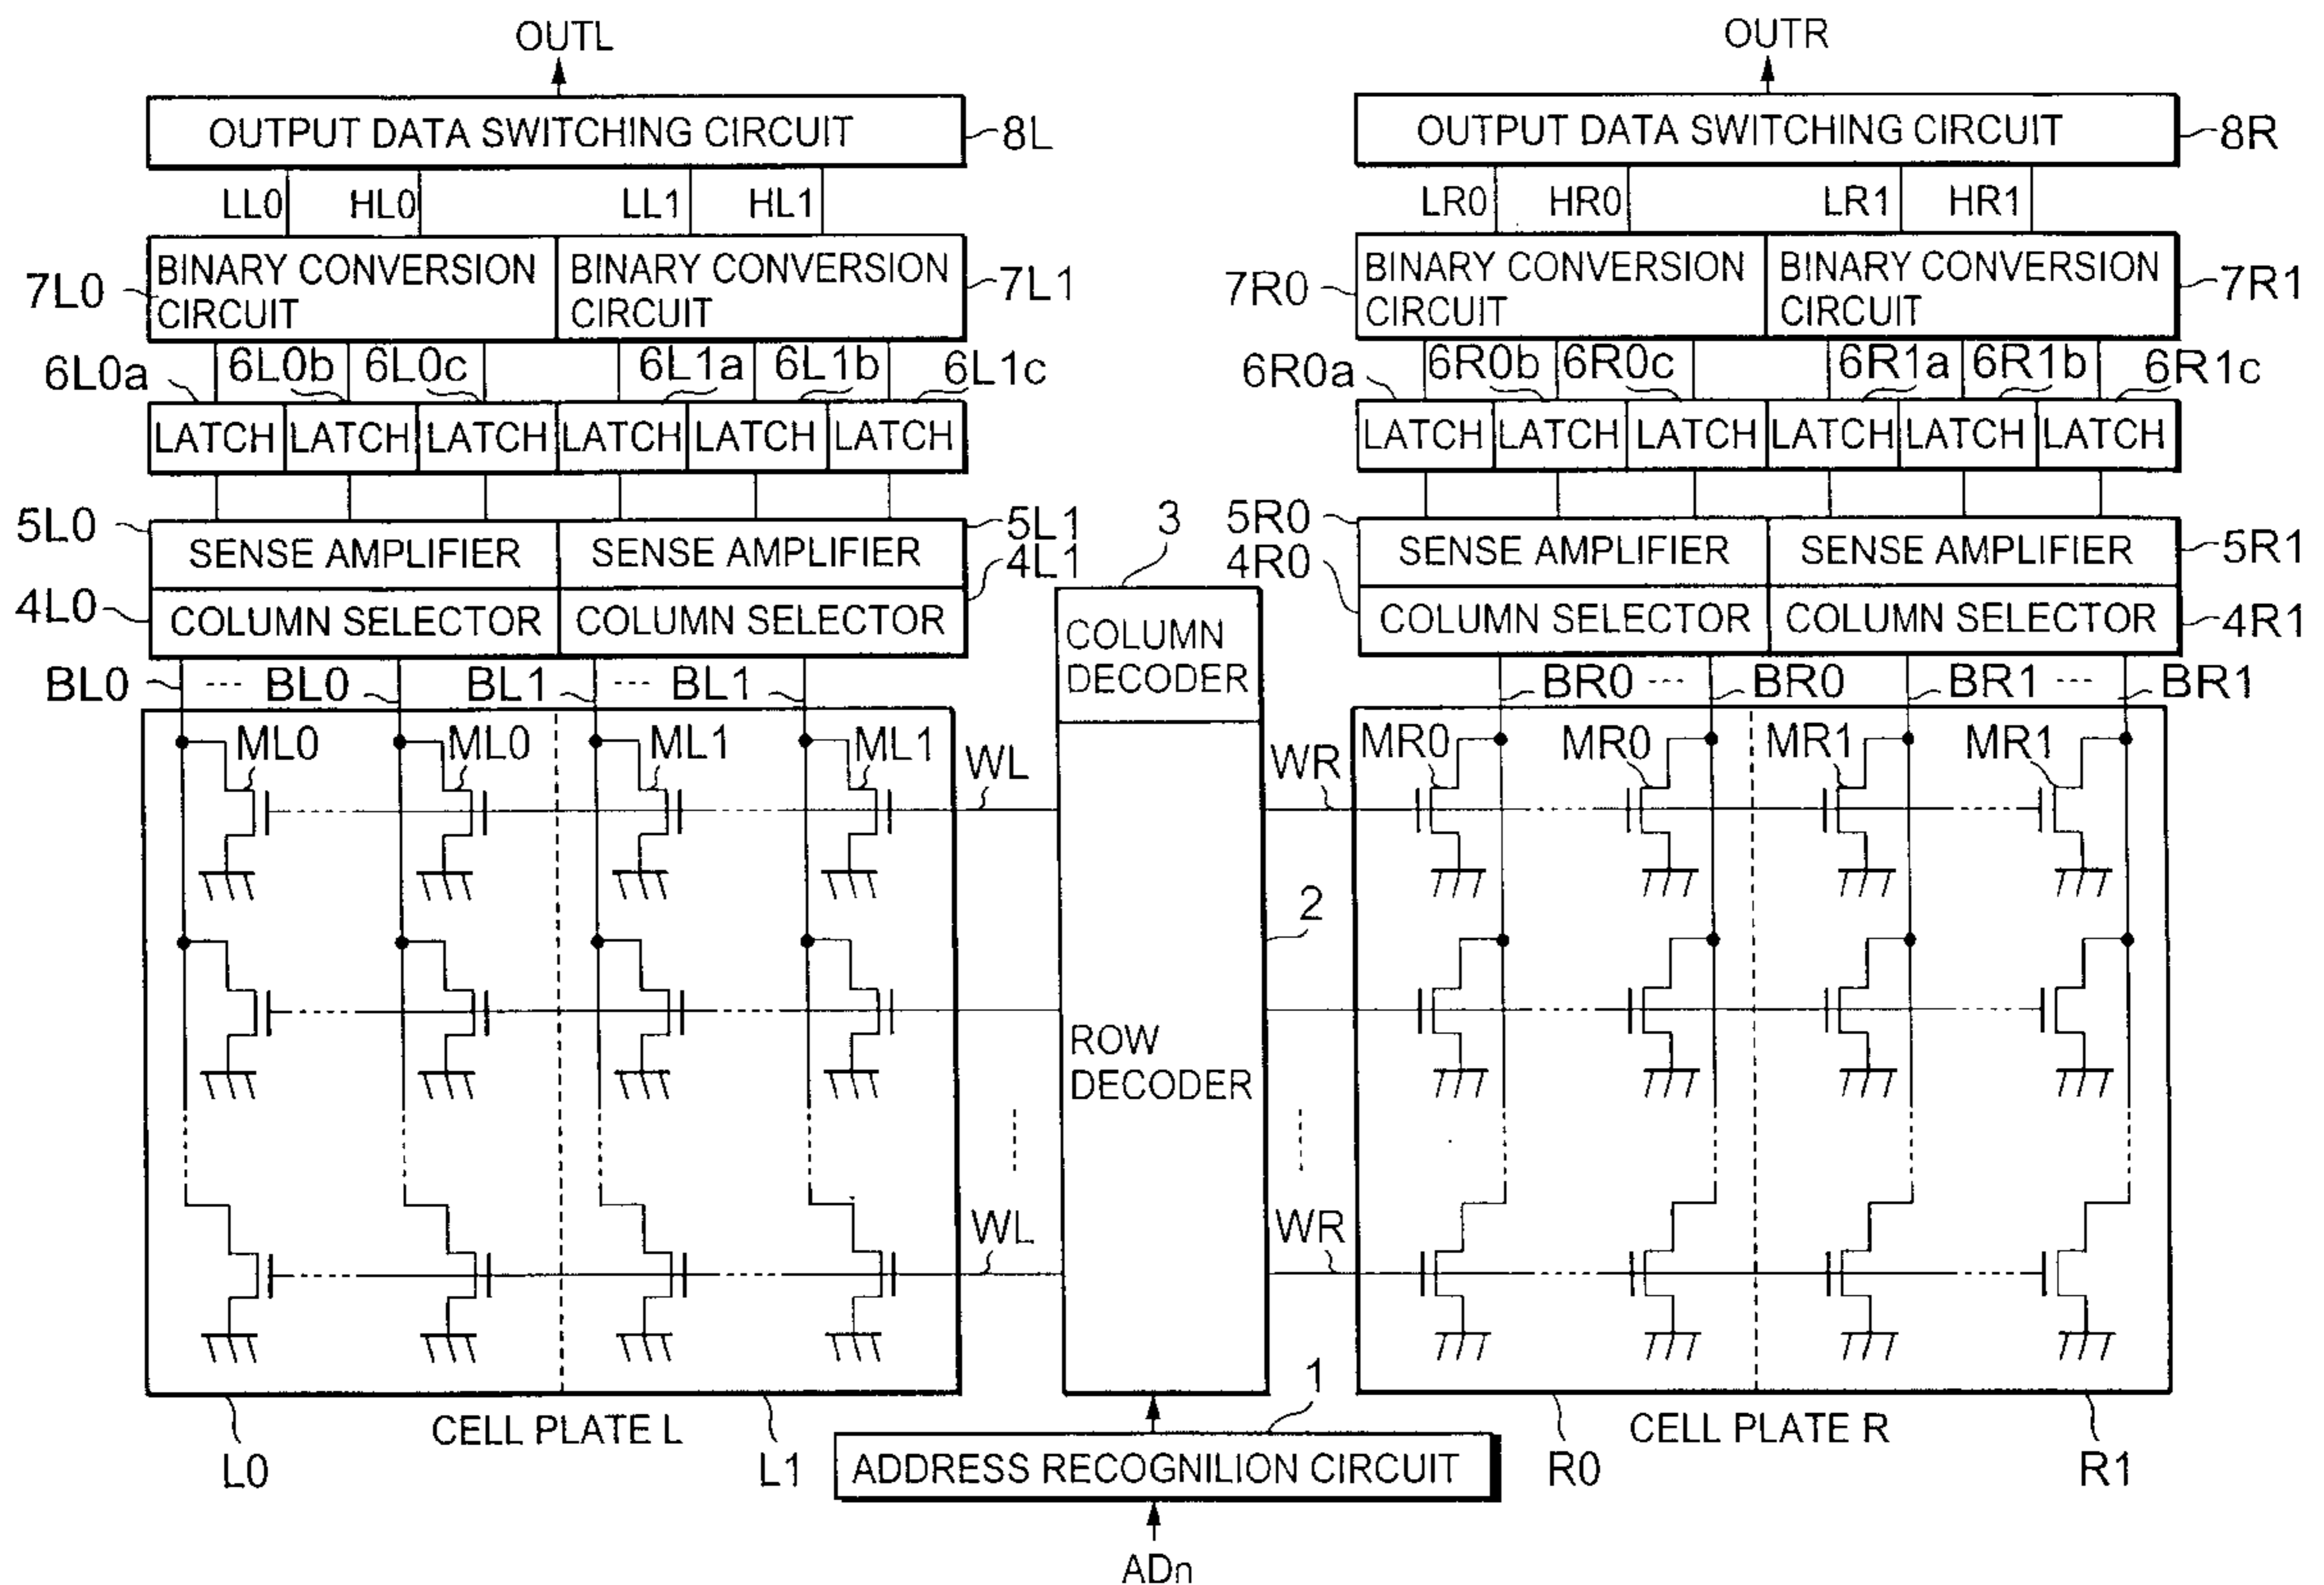 OUTL
OUTR
OUTPUT DATA SWITCHING CIRCUIT
8L
OUTPUT DATA SWITCHING CIRCUIT
8R
LL0
HL0
LL1
HL1
LR0
HR0
LR1
HR1
7L0
BINARY CONVERSION
CIRCUIT
BINARY CONVERSION
CIRCUIT
7L1
7R0
BINARY CONVERSION
CIRCUIT
BINARY CONVERSION
CIRCUIT
7R1
6L0a
6L0b
6L0c
6L1a
6L1b
6L1c
6R0a
6R0b
6R0c
6R1a
6R1b
6R1c
LATCH
LATCH
LATCH
LATCH
LATCH
LATCH
LATCH
LATCH
LATCH
LATCH
LATCH
LATCH
5L0
SENSE AMPLIFIER
SENSE AMPLIFIER
5L1
3
5R0
SENSE AMPLIFIER
SENSE AMPLIFIER
5R1
4L0
COLUMN SELECTOR
COLUMN SELECTOR
4L1
4R0
COLUMN SELECTOR
COLUMN SELECTOR
4R1
COLUMN
DECODER
BL0
---
BL0
BL1
---
BL1
BR0
---
BR0
BR1
---
BR1
ML0
ML0
ML1
ML1
WL
WR
MR0
MR0
MR1
MR1
2
ROW
DECODER
WL
WR
1
L0
CELL PLATE L
L1
R0
CELL PLATE R
R1
ADDRESS RECOGNILION CIRCUIT
ADn